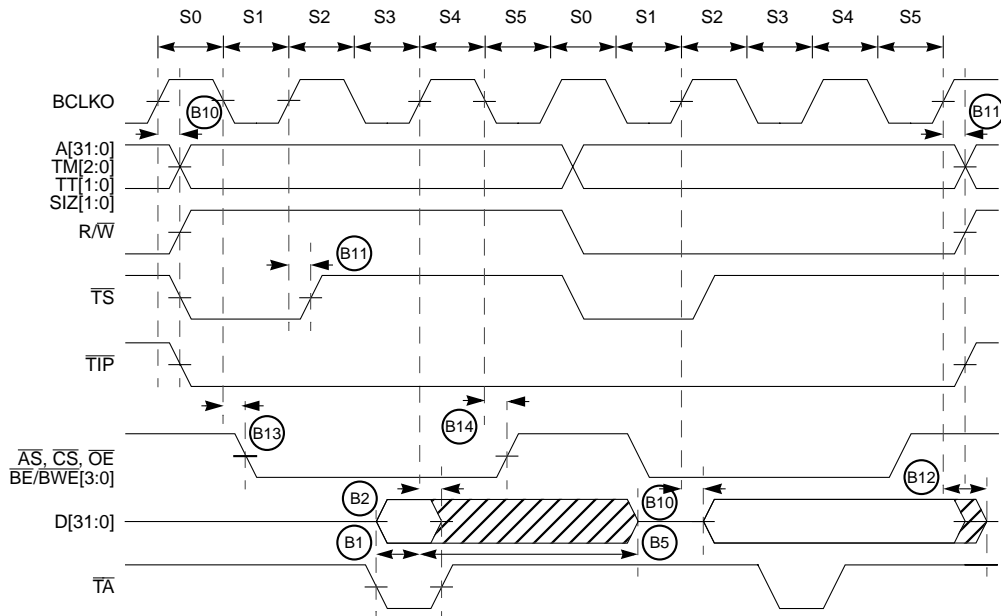 S0 S1 S2 S3 S4 S5 S0 S1 S2 S3 S4 S5
BCLKO
B10
B11
A[31:0]
TM[2:0]
TT[1:0]
SIZ[1:0]
R/W
B11
TS
TIP
B13
B14
AS, CS, OE
BE/BWE[3:0]
B12
B2
B10
D[31:0]
B1
B5
TA